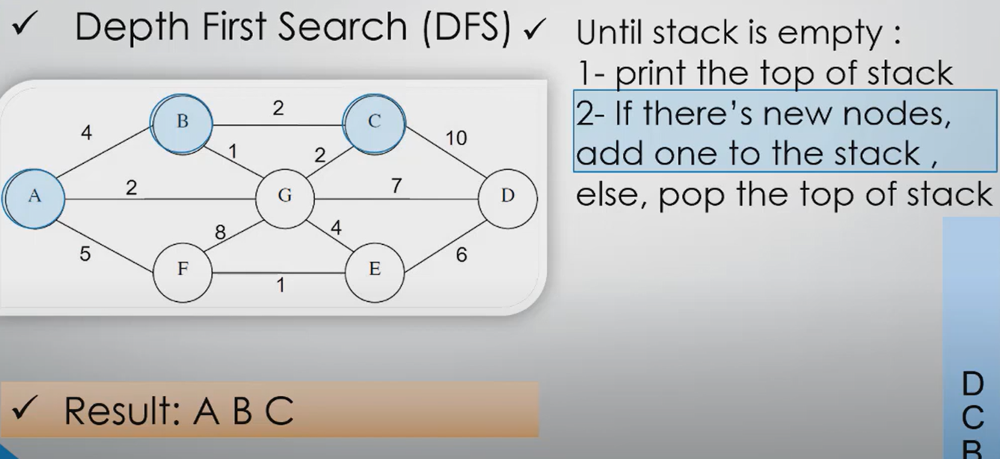 ✓ Depth First Search (DFS)
✓ Until stack is empty :
1- print the top of stack
2- If there's new nodes,
add one to the stack ,
else, pop the top of stack
B
2
C
4
1
2
10
A
2
G
7
D
8
4
5
F
E
6
1
✓ Result: A B C
D
C
B